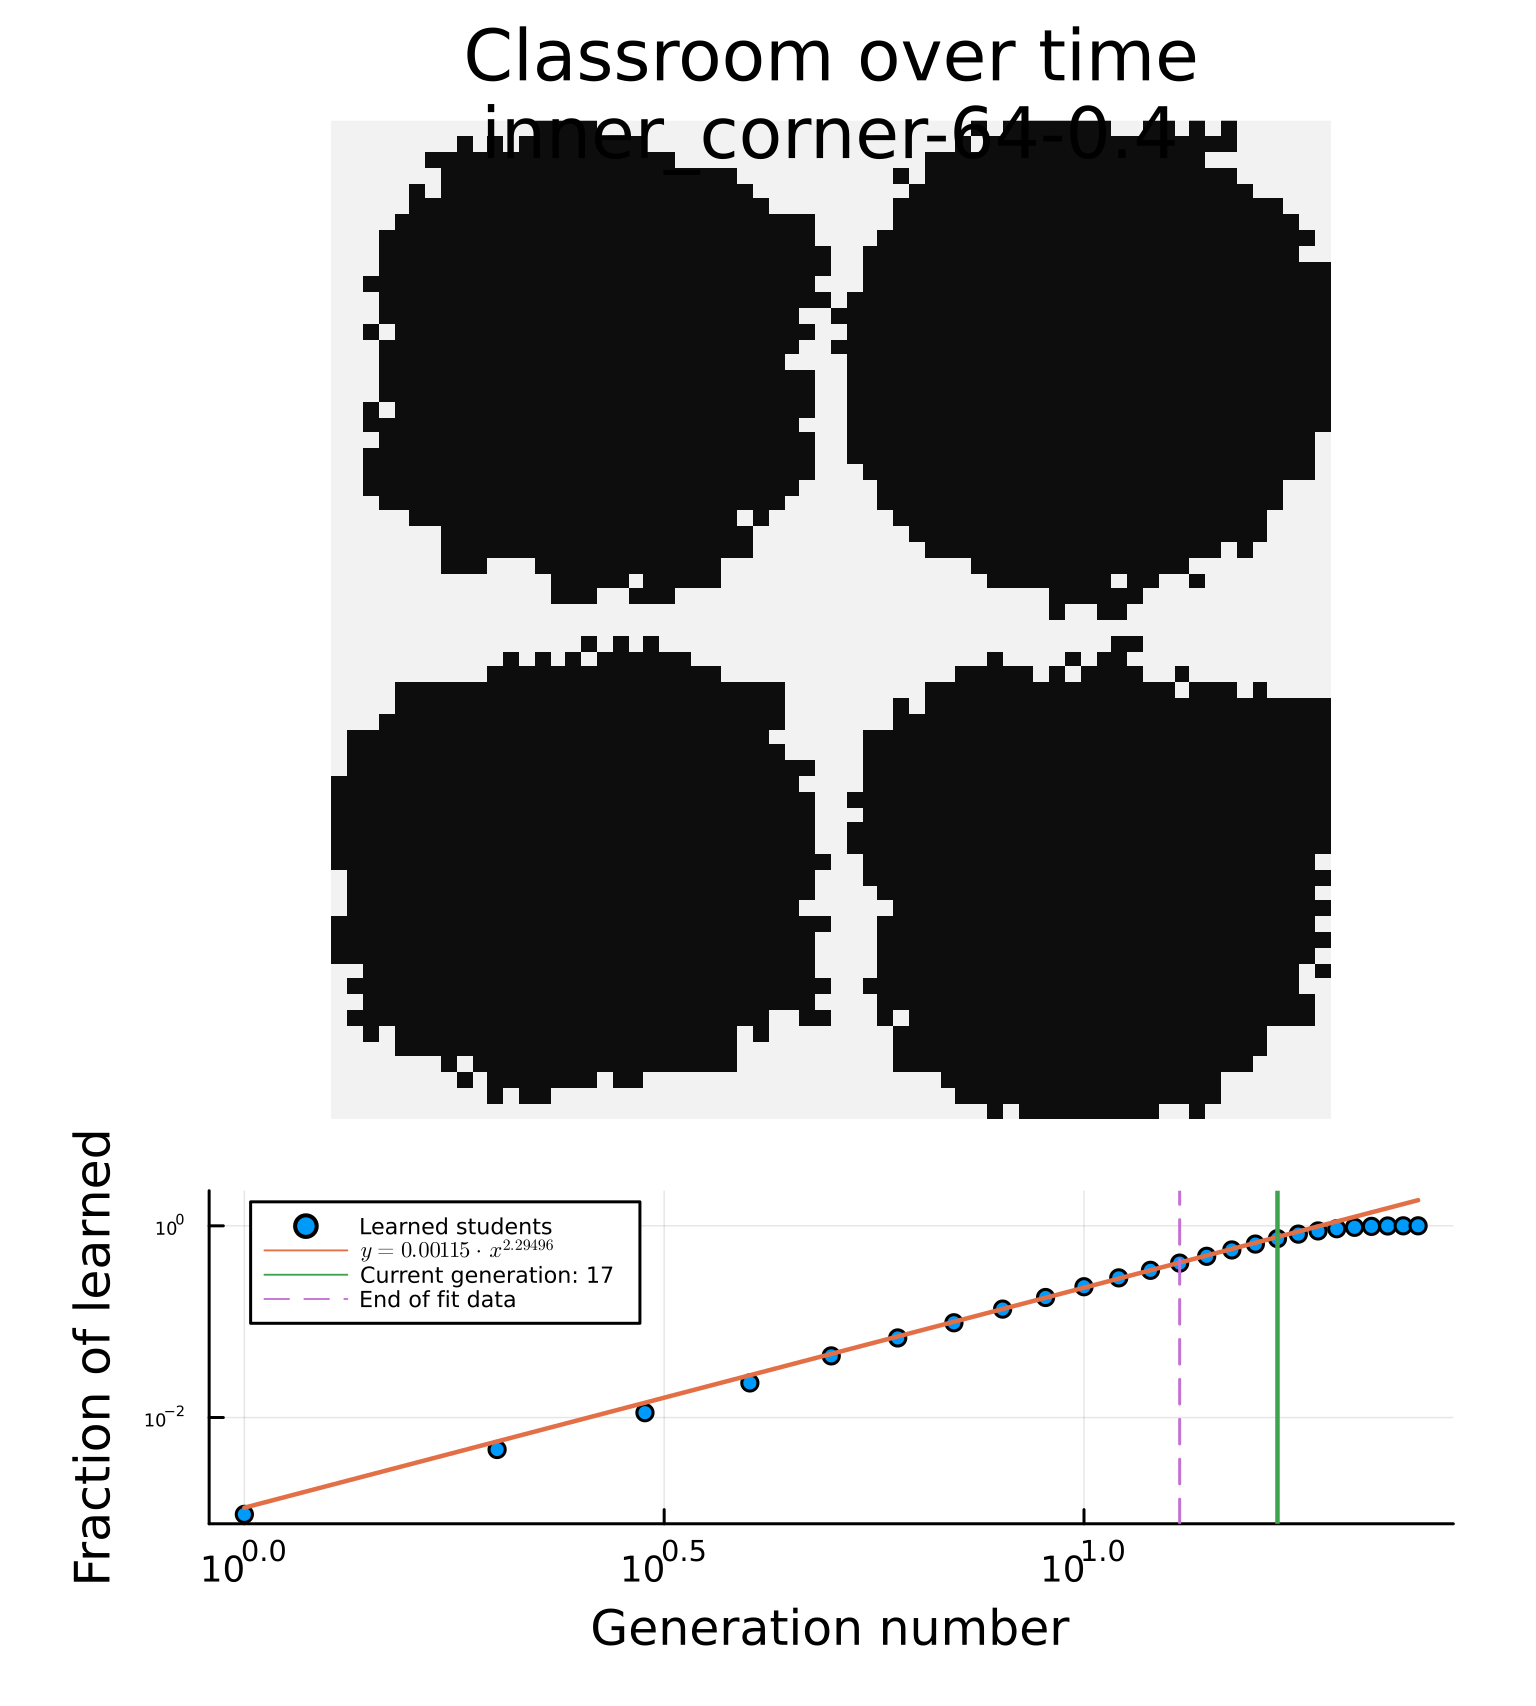 Classroom over time
inner_corner-64-0.4
Fraction of learned
10^0
10^-2
Learned students
y = 0.00115 · x^2.29496
Current generation: 17
End of fit data
10^0.0
10^0.5
10^1.0
Generation number